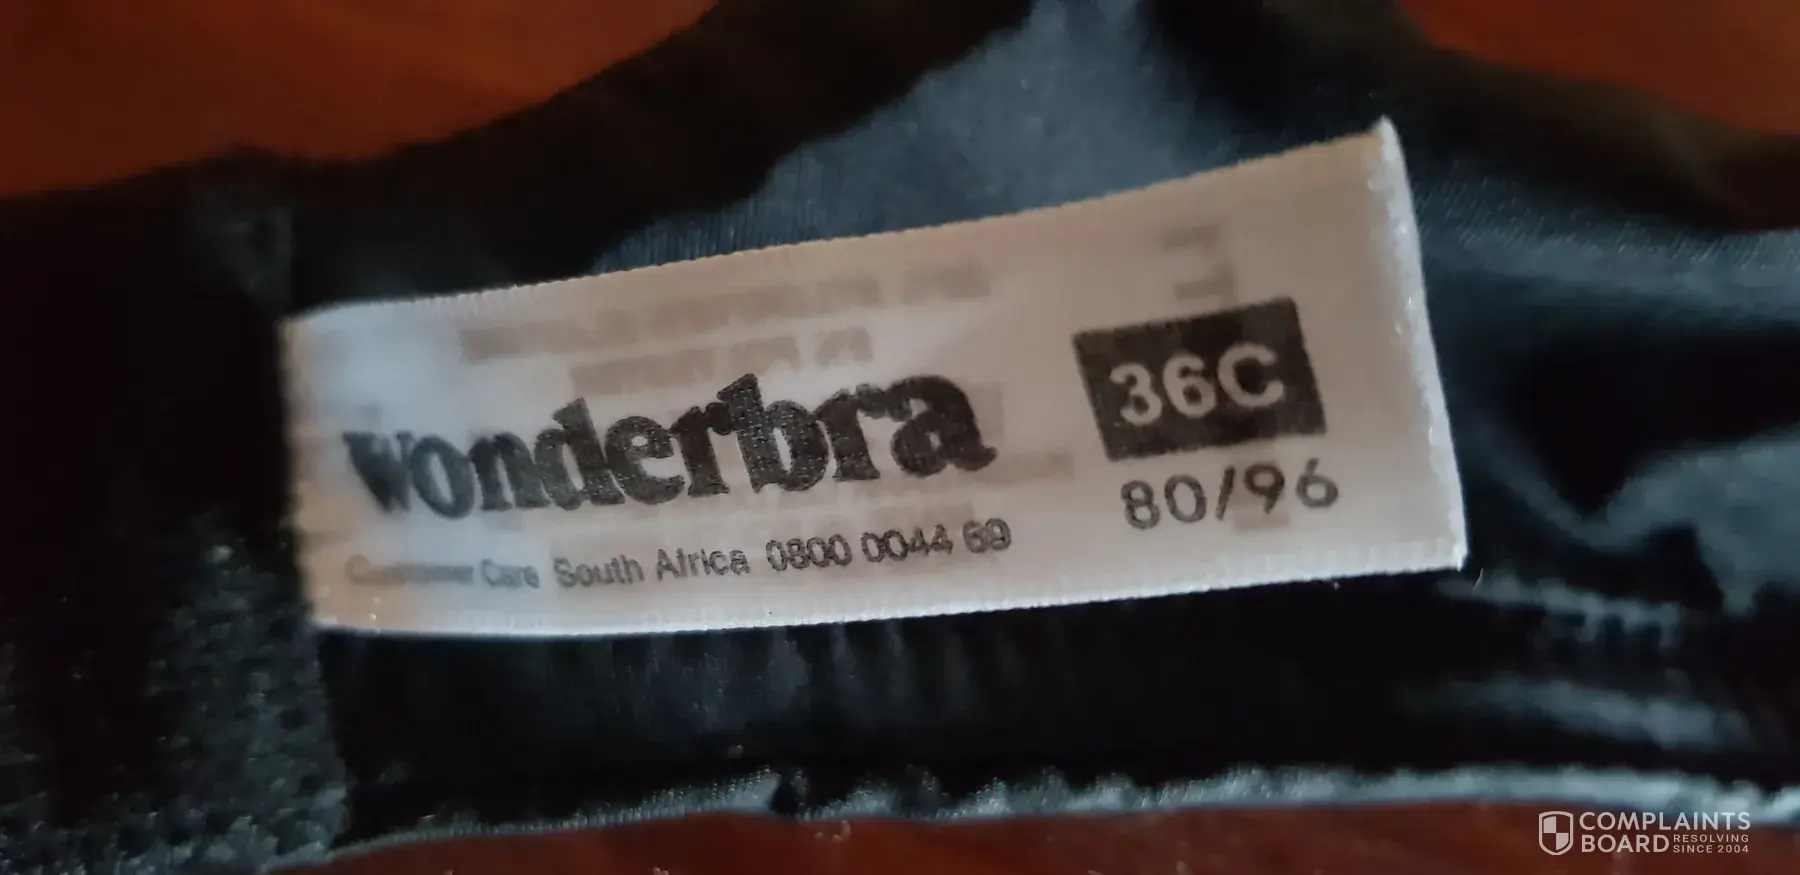 wonderbra
36C
80/96
Customer Care South Africa 0800 0044 69
COMPLAINTS
BOARD RESOLVING
SINCE 2004